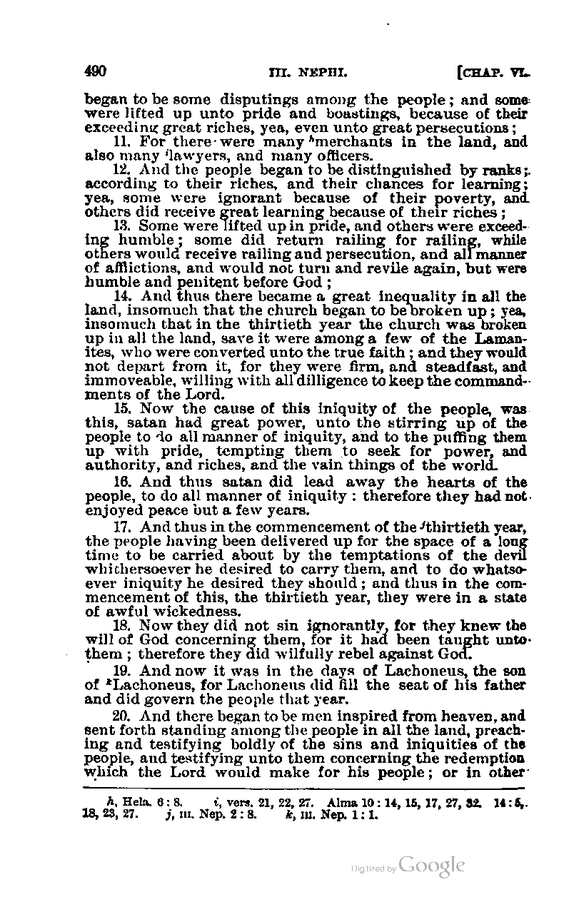 490 III. NEPHI. [CHAP. VI.
began to be some disputings among the people; and some
were lifted up unto pride and boastings, because of their
exceeding great riches, yea, even unto great persecutions;
11. For there were many ʰmerchants in the land, and
also many ⁱlawyers, and many officers.
12. And the people began to be distinguished by ranks;
according to their riches, and their chances for learning;
yea, some were ignorant because of their poverty, and
others did receive great learning because of their riches;
13. Some were lifted up in pride, and others were exceed-
ing humble; some did return railing for railing, while
others would receive railing and persecution, and all manner
of afflictions, and would not turn and revile again, but were
humble and penitent before God;
14. And thus there became a great inequality in all the
land, insomuch that the church began to be broken up; yea,
insomuch that in the thirtieth year the church was broken
up in all the land, save it were among a few of the Laman-
ites, who were converted unto the true faith; and they would
not depart from it, for they were firm, and steadfast, and
immoveable, willing with all dilligence to keep the command-
ments of the Lord.
15. Now the cause of this iniquity of the people, was
this, satan had great power, unto the stirring up of the
people to do all manner of iniquity, and to the puffing them
up with pride, tempting them to seek for power, and
authority, and riches, and the vain things of the world.
16. And thus satan did lead away the hearts of the
people, to do all manner of iniquity: therefore they had not
enjoyed peace but a few years.
17. And thus in the commencement of the ʲthirtieth year,
the people having been delivered up for the space of a long
time to be carried about by the temptations of the devil
whithersoever he desired to carry them, and to do whatso-
ever iniquity he desired they should; and thus in the com-
mencement of this, the thirtieth year, they were in a state
of awful wickedness.
18. Now they did not sin ignorantly, for they knew the
will of God concerning them, for it had been taught unto
them; therefore they did wilfully rebel against God.
19. And now it was in the days of Lachoneus, the son
of ᵏLachoneus, for Lachoneus did fill the seat of his father
and did govern the people that year.
20. And there began to be men inspired from heaven, and
sent forth standing among the people in all the land, preach-
ing and testifying boldly of the sins and iniquities of the
people, and testifying unto them concerning the redemption
which the Lord would make for his people; or in other
h, Hela. 6: 8. i, vers. 21, 22, 27. Alma 10: 14, 15, 17, 27, 32. 14: 5,
18, 23, 27. j, III. Nep. 2: 8. k, III. Nep. 1: 1.
Digitized by Google